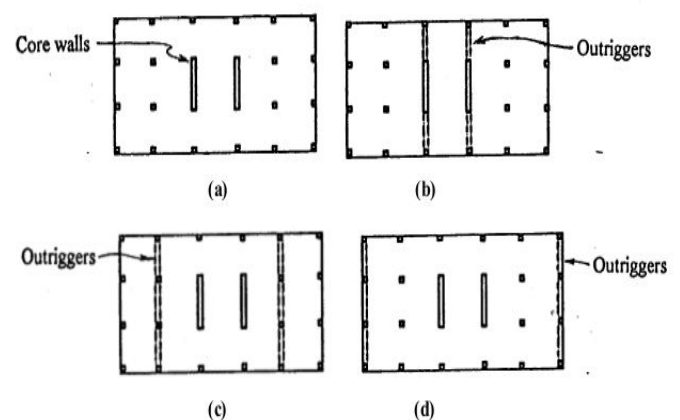 Core walls
Outriggers
(a)
(b)
Outriggers
Outriggers
(c)
(d)